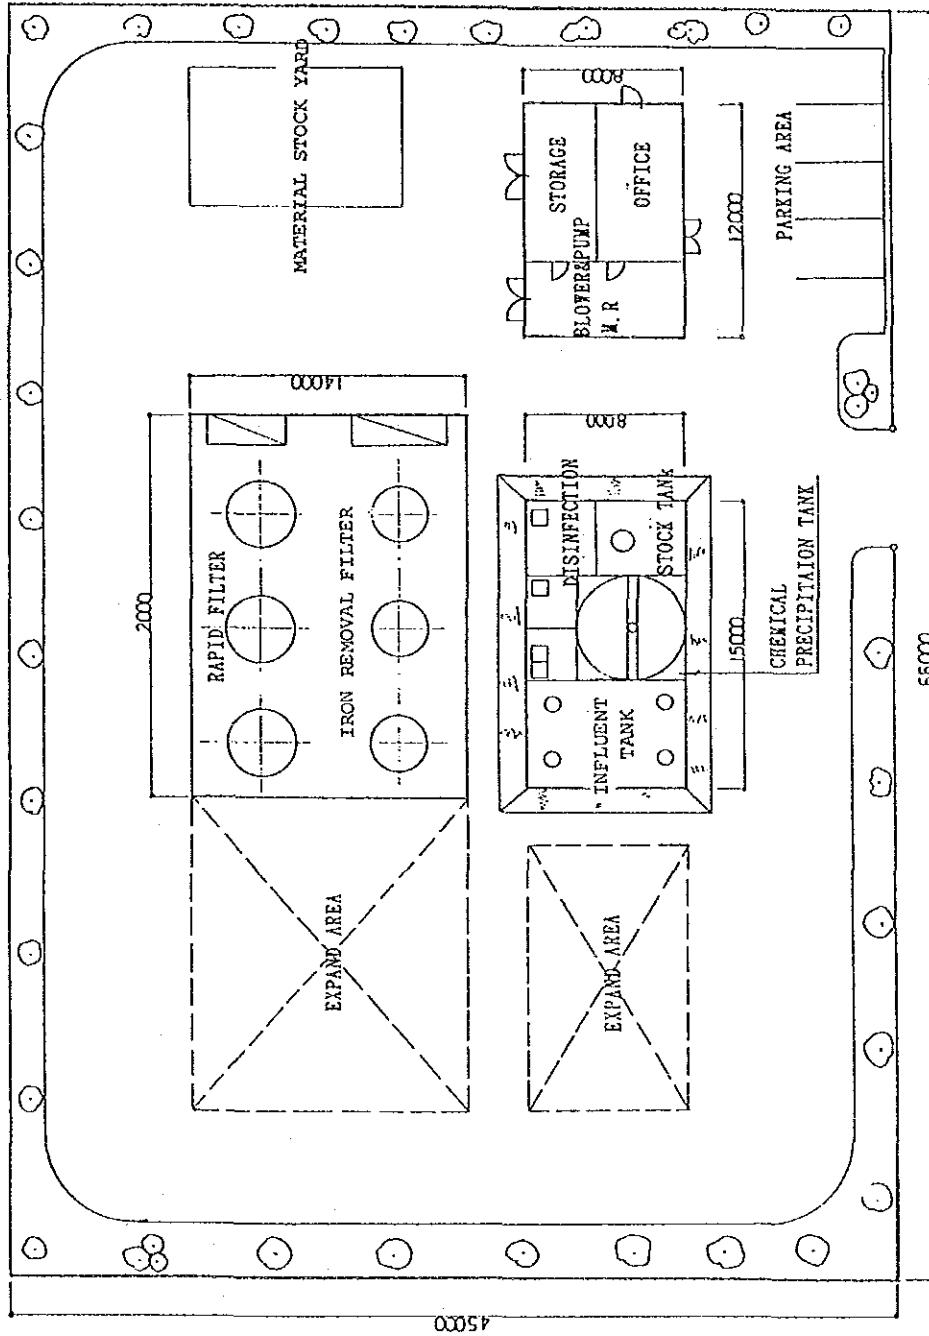 MATERIAL STOCK YARD
8000
STORAGE
OFFICE
BLOWER&PUMP
M.R
12000
PARKING AREA
14000
2000
RAPID FILTER
IRON REMOVAL FILTER
8000
DISINFECTION
STOCK TANK
15000
CHEMICAL
PRECIPITAION TANK
INFLUENT
TANK
EXPAND AREA
EXPAND AREA
65000
45000